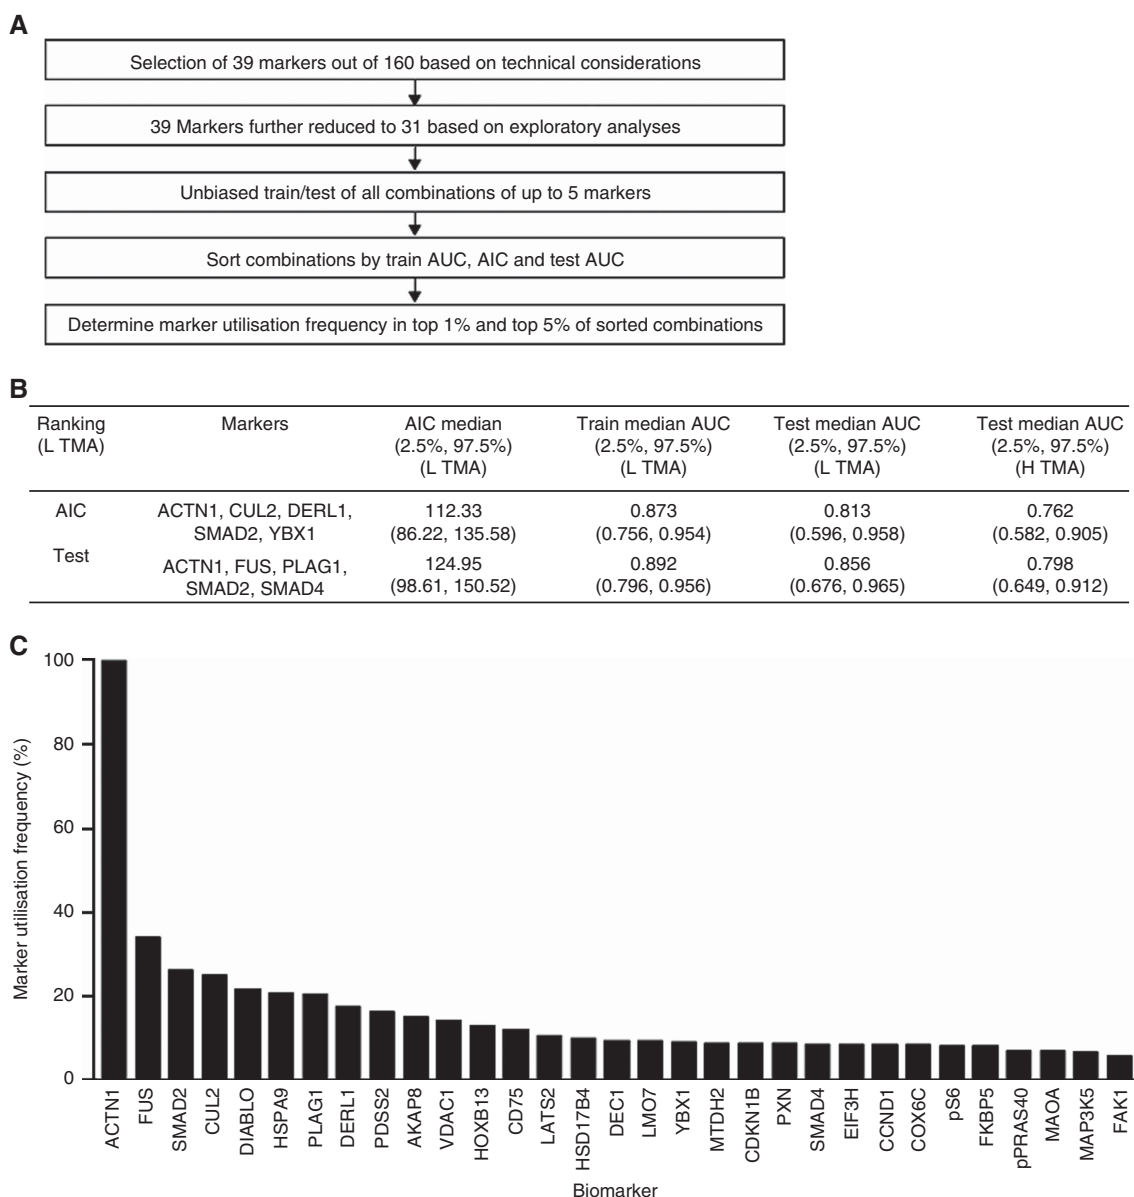 A
Selection of 39 markers out of 160 based on technical considerations
39 Markers further reduced to 31 based on exploratory analyses
Unbiased train/test of all combinations of up to 5 markers
Sort combinations by train AUC, AIC and test AUC
Determine marker utilisation frequency in top 1% and top 5% of sorted combinations
B
Ranking Markers AIC median Train median AUC Test median AUC Test median AUC
(L TMA) (2.5%, 97.5%) (2.5%, 97.5%) (2.5%, 97.5%) (2.5%, 97.5%)
(L TMA) (L TMA) (L TMA) (H TMA)
AIC ACTN1, CUL2, DERL1, 112.33 0.873 0.813 0.762
SMAD2, YBX1 (86.22, 135.58) (0.756, 0.954) (0.596, 0.958) (0.582, 0.905)
Test ACTN1, FUS, PLAG1, 124.95 0.892 0.856 0.798
SMAD2, SMAD4 (98.61, 150.52) (0.796, 0.956) (0.676, 0.965) (0.649, 0.912)
C
Marker utilisation frequency (%)
100
80
60
40
20
0
ACTN1
FUS
SMAD2
CUL2
DIABLO
HSPA9
PLAG1
DERL1
PDSS2
AKAP8
VDAC1
HOXB13
CD75
LATS2
HSD17B4
DEC1
LMO7
YBX1
MTDH2
CDKN1B
PXN
SMAD4
EIF3H
CCND1
COX6C
pS6
FKBP5
pPRAS40
MAOA
MAP3K5
FAK1
Biomarker